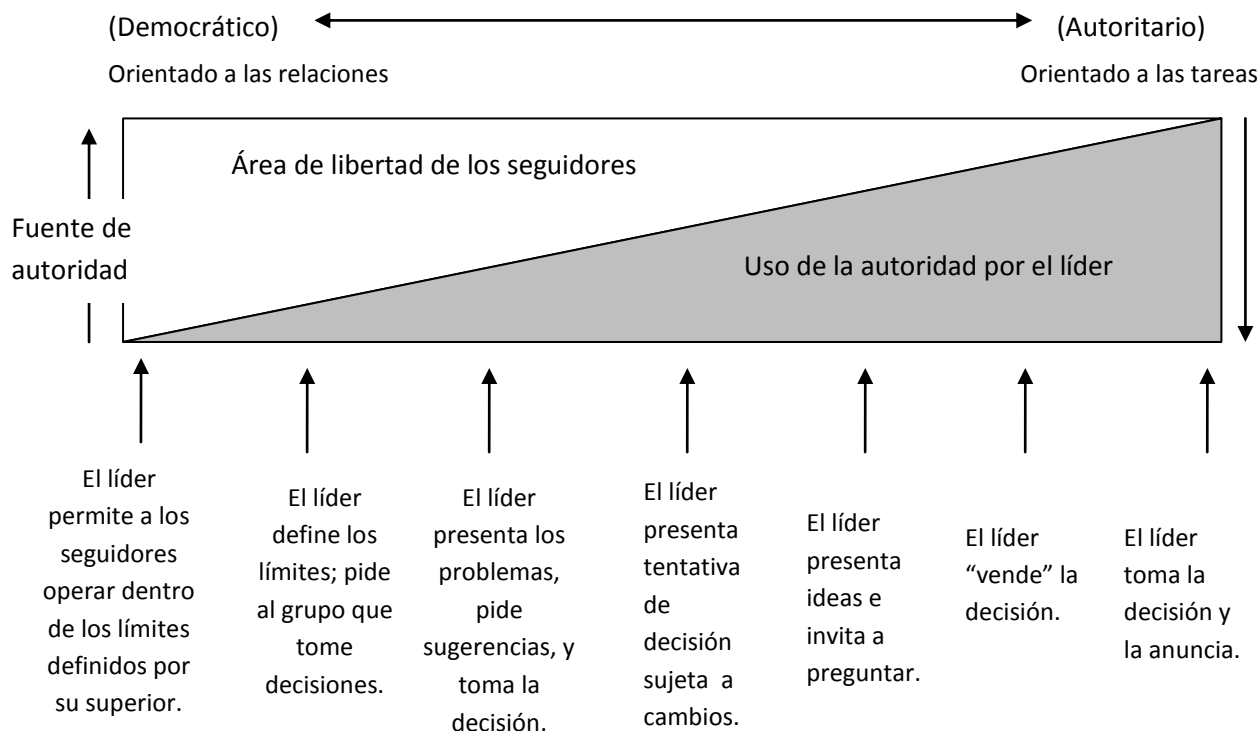 (Democrático)
(Autoritario)
Orientado a las relaciones
Orientado a las tareas
Área de libertad de los seguidores
Fuente de
autoridad
Uso de la autoridad por el líder
El líder
permite a los
seguidores
operar dentro
de los límites
definidos por
su superior.
El líder
define los
límites; pide
al grupo que
tome
decisiones.
El líder
presenta los
problemas,
pide
sugerencias, y
toma la
decisión.
El líder
presenta
tentativa
de
decisión
sujeta a
cambios.
El líder
presenta
ideas e
invita a
preguntar.
El líder
“vende” la
decisión.
El líder
toma la
decisión y
la anuncia.